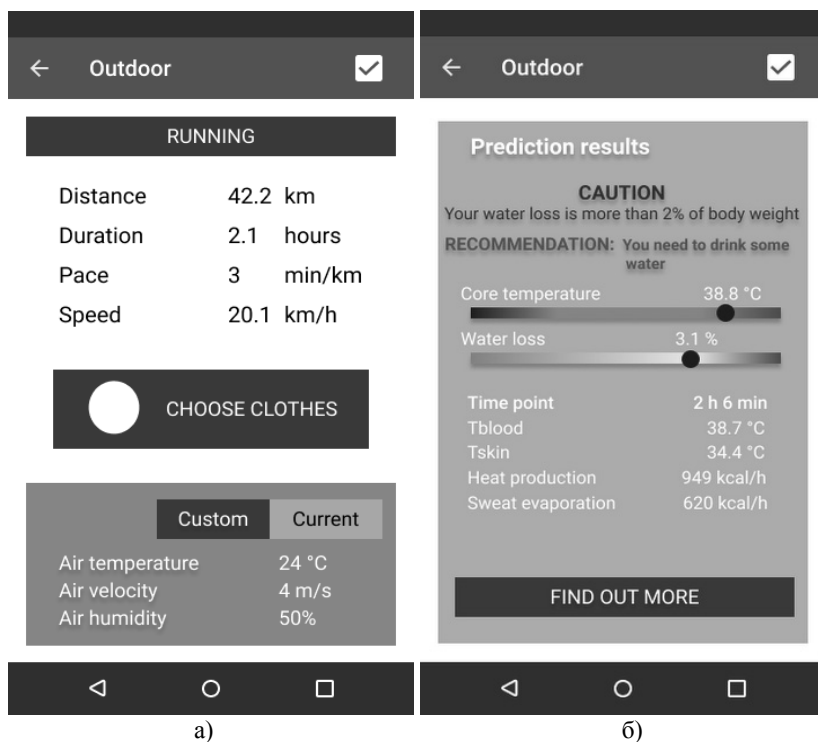 Outdoor
RUNNING
Distance 42.2 km
Duration 2.1 hours
Pace 3 min/km
Speed 20.1 km/h
CHOOSE CLOTHES
Custom Current
Air temperature 24 °C
Air velocity 4 m/s
Air humidity 50%
а)
Outdoor
Prediction results
CAUTION
Your water loss is more than 2% of body weight
RECOMMENDATION: You need to drink some
water
Core temperature 38.8 °C
Water loss 3.1 %
Time point 2 h 6 min
Tblood 38.7 °C
Tskin 34.4 °C
Heat production 949 kcal/h
Sweat evaporation 620 kcal/h
FIND OUT MORE
б)